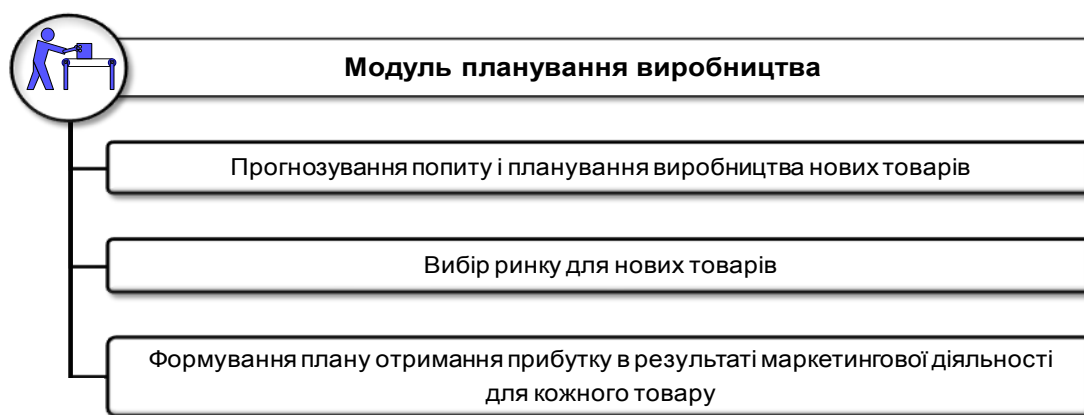 Модуль планування виробництва
Прогнозування попиту і планування виробництва нових товарів
Вибір ринку для нових товарів
Формування плану отримання прибутку в результаті маркетингової діяльності
для кожного товару